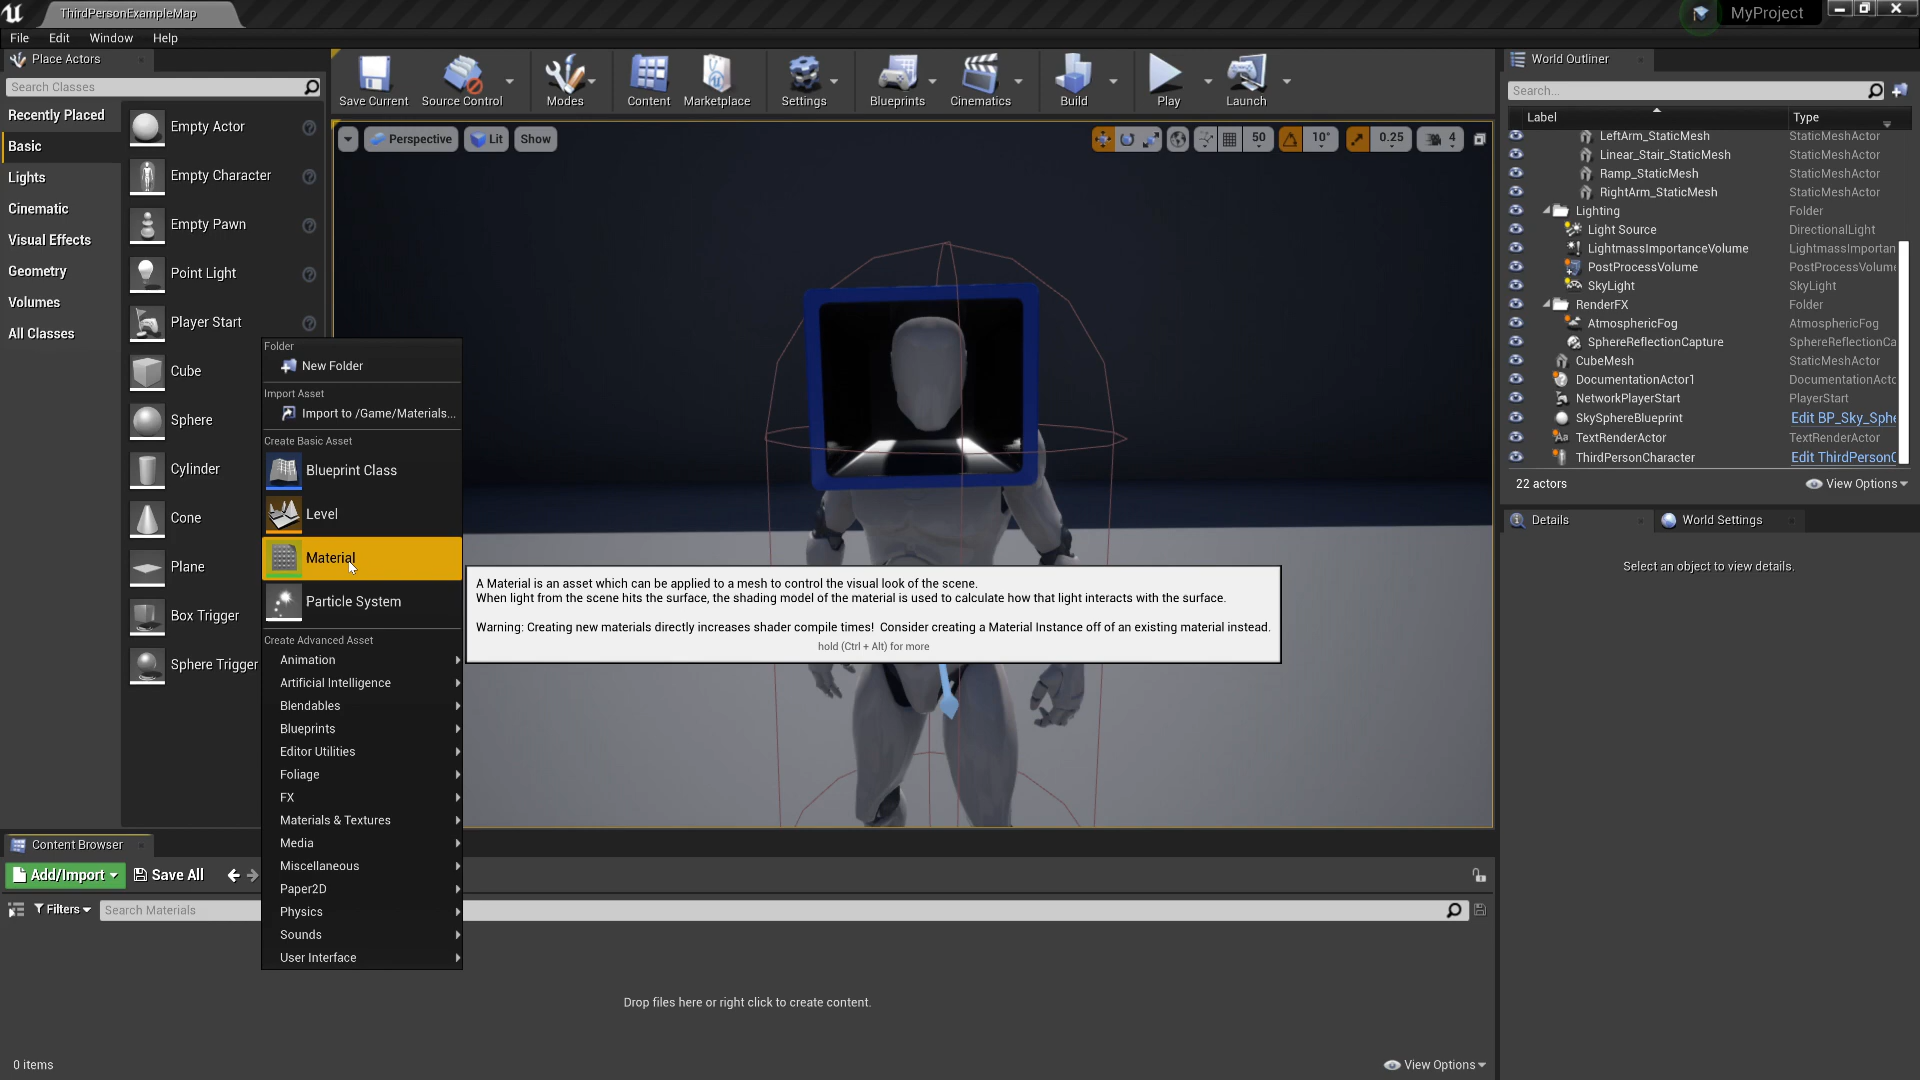 ThirdPersonExampleMap
MyProject
File Edit Window Help
Place Actors
Search Classes
Recently Placed
Basic
Lights
Cinematic
Visual Effects
Geometry
Volumes
All Classes
Empty Actor
Empty Character
Empty Pawn
Point Light
Player Start
Cube
Sphere
Cylinder
Cone
Plane
Box Trigger
Sphere Trigger
Save Current Source Control Modes Content Marketplace Settings Blueprints Cinematics Build Play Launch
Perspective Lit Show
50 10° 0.25 4
Folder
New Folder
Import Asset
Import to /Game/Materials...
Create Basic Asset
Blueprint Class
Level
Material
Particle System
Create Advanced Asset
Animation
Artificial Intelligence
Blendables
Blueprints
Editor Utilities
Foliage
FX
Materials & Textures
Media
Miscellaneous
Paper2D
Physics
Sounds
User Interface
A Material is an asset which can be applied to a mesh to control the visual look of the scene.
When light from the scene hits the surface, the shading model of the material is used to calculate how that light interacts with the surface.
Warning: Creating new materials directly increases shader compile times! Consider creating a Material Instance off of an existing material instead.
hold (Ctrl + Alt) for more
World Outliner
Search...
Label Type
LeftArm_StaticMesh StaticMeshActor
Linear_Stair_StaticMesh StaticMeshActor
Ramp_StaticMesh StaticMeshActor
RightArm_StaticMesh StaticMeshActor
Lighting Folder
Light Source DirectionalLight
LightmassImportanceVolume LightmassImportan
PostProcessVolume PostProcessVolume
SkyLight SkyLight
RenderFX Folder
AtmosphericFog AtmosphericFog
SphereReflectionCapture SphereReflectionCa
CubeMesh StaticMeshActor
DocumentationActor1 DocumentationActo
NetworkPlayerStart PlayerStart
SkySphereBlueprint Edit BP_Sky_Sphe
TextRenderActor TextRenderActor
ThirdPersonCharacter Edit ThirdPersonC
22 actors View Options
Details World Settings
Select an object to view details.
Content Browser
Add/Import Save All
Filters Search Materials
Drop files here or right click to create content.
0 items View Options